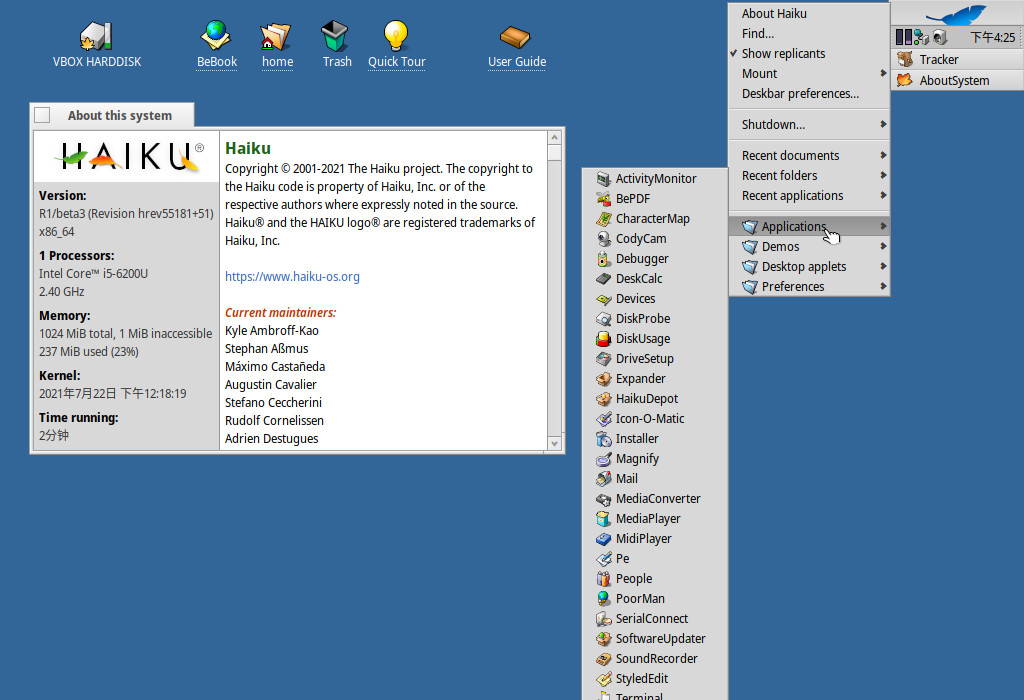 VBOX HARDDISK
BeBook
home
Trash
Quick Tour
User Guide
About Haiku
Find...
✓ Show replicants
Mount
Deskbar preferences...
Shutdown...
Recent documents
Recent folders
Recent applications
Applications
Demos
Desktop applets
Preferences
下午4:25
Tracker
AboutSystem
About this system
HAIKU®
Version:
R1/beta3 (Revision hrev55181+51)
x86_64
1 Processors:
Intel Core™ i5-6200U
2.40 GHz
Memory:
1024 MiB total, 1 MiB inaccessible
237 MiB used (23%)
Kernel:
2021年7月22日 下午12:18:19
Time running:
2分钟
Haiku
Copyright © 2001-2021 The Haiku project. The copyright to
the Haiku code is property of Haiku, Inc. or of the
respective authors where expressly noted in the source.
Haiku® and the HAIKU logo® are registered trademarks of
Haiku, Inc.
https://www.haiku-os.org
Current maintainers:
Kyle Ambroff-Kao
Stephan Aßmus
Máximo Castañeda
Augustin Cavalier
Stefano Ceccherini
Rudolf Cornelissen
Adrien Destugues
ActivityMonitor
BePDF
CharacterMap
CodyCam
Debugger
DeskCalc
Devices
DiskProbe
DiskUsage
DriveSetup
Expander
HaikuDepot
Icon-O-Matic
Installer
Magnify
Mail
MediaConverter
MediaPlayer
MidiPlayer
Pe
People
PoorMan
SerialConnect
SoftwareUpdater
SoundRecorder
StyledEdit
Terminal